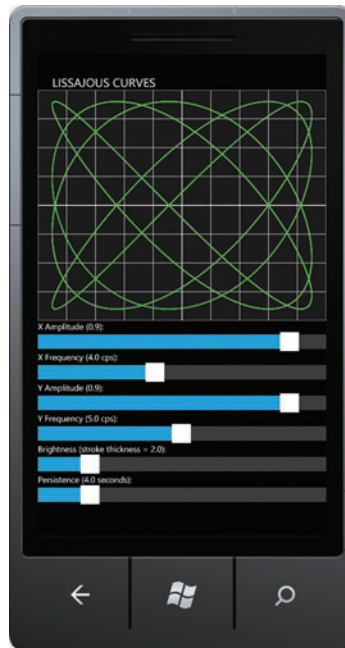 LISSAJOUS CURVES
X Amplitude (0.9):
X Frequency (4.0 cps):
Y Amplitude (0.9):
Y Frequency (5.0 cps):
Brightness (stroke thickness = 2.0):
Persistence (4.0 seconds):